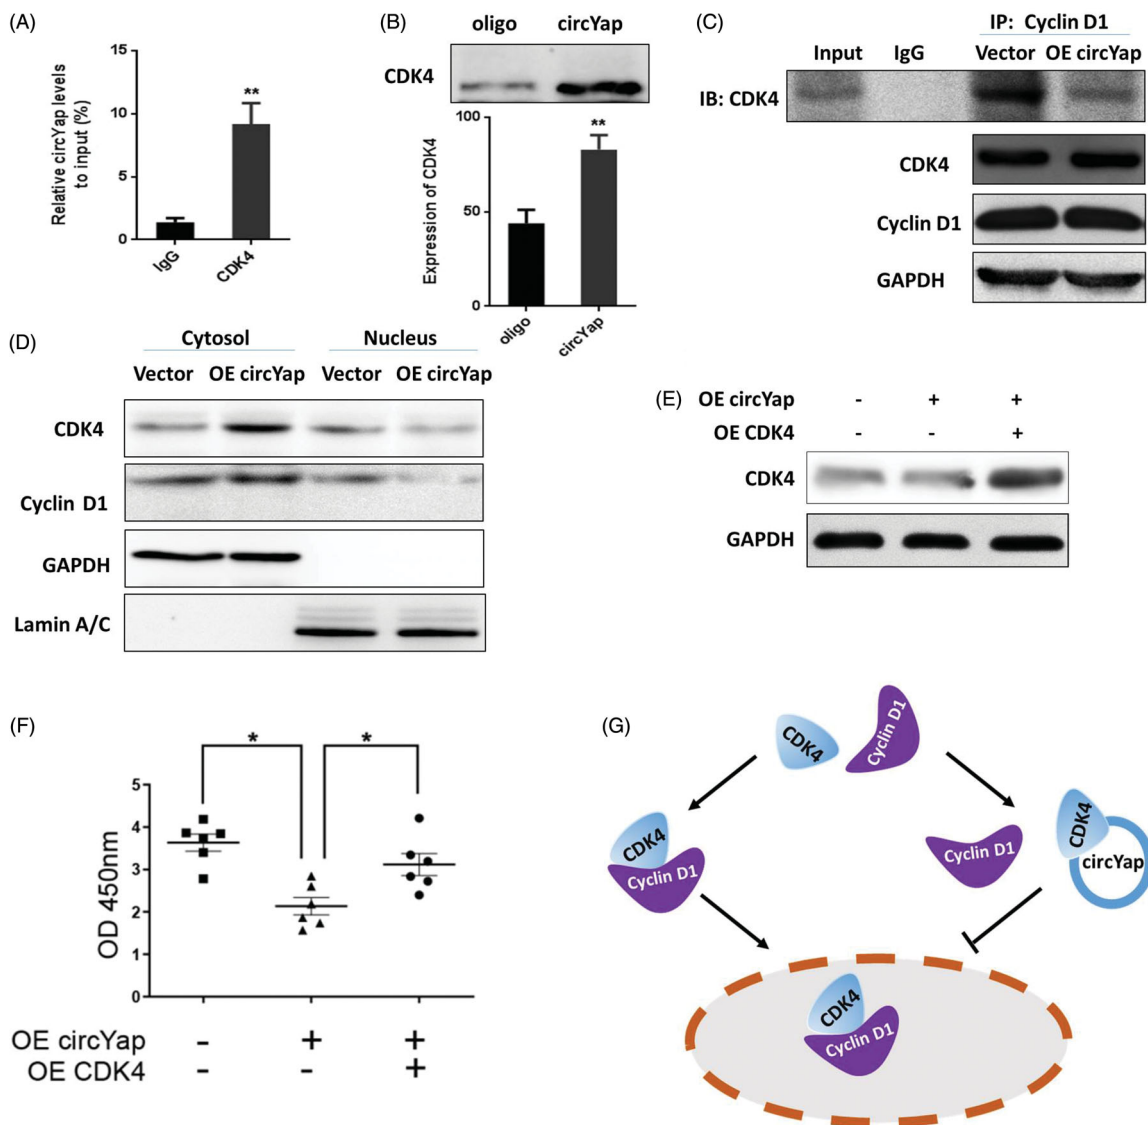 (A)
Relative circYap levels
to input (%)
15
10
5
0
**
IgG
CDK4
(B)
oligo circYap
CDK4
Expression of CDK4
100
50
0
**
oligo
circYap
(C)
IP: Cyclin D1
Input IgG Vector OE circYap
IB: CDK4
CDK4
Cyclin D1
GAPDH
(D)
Cytosol Nucleus
Vector OE circYap Vector OE circYap
CDK4
Cyclin D1
GAPDH
Lamin A/C
(E)
OE circYap - + +
OE CDK4 - - +
CDK4
GAPDH
(F)
* *
OD 450nm
5
4
3
2
1
0
OE circYap - + +
OE CDK4 - - +
(G)
CDK4
Cyclin D1
CDK4
Cyclin D1
Cyclin D1
CDK4
circYap
CDK4
Cyclin D1